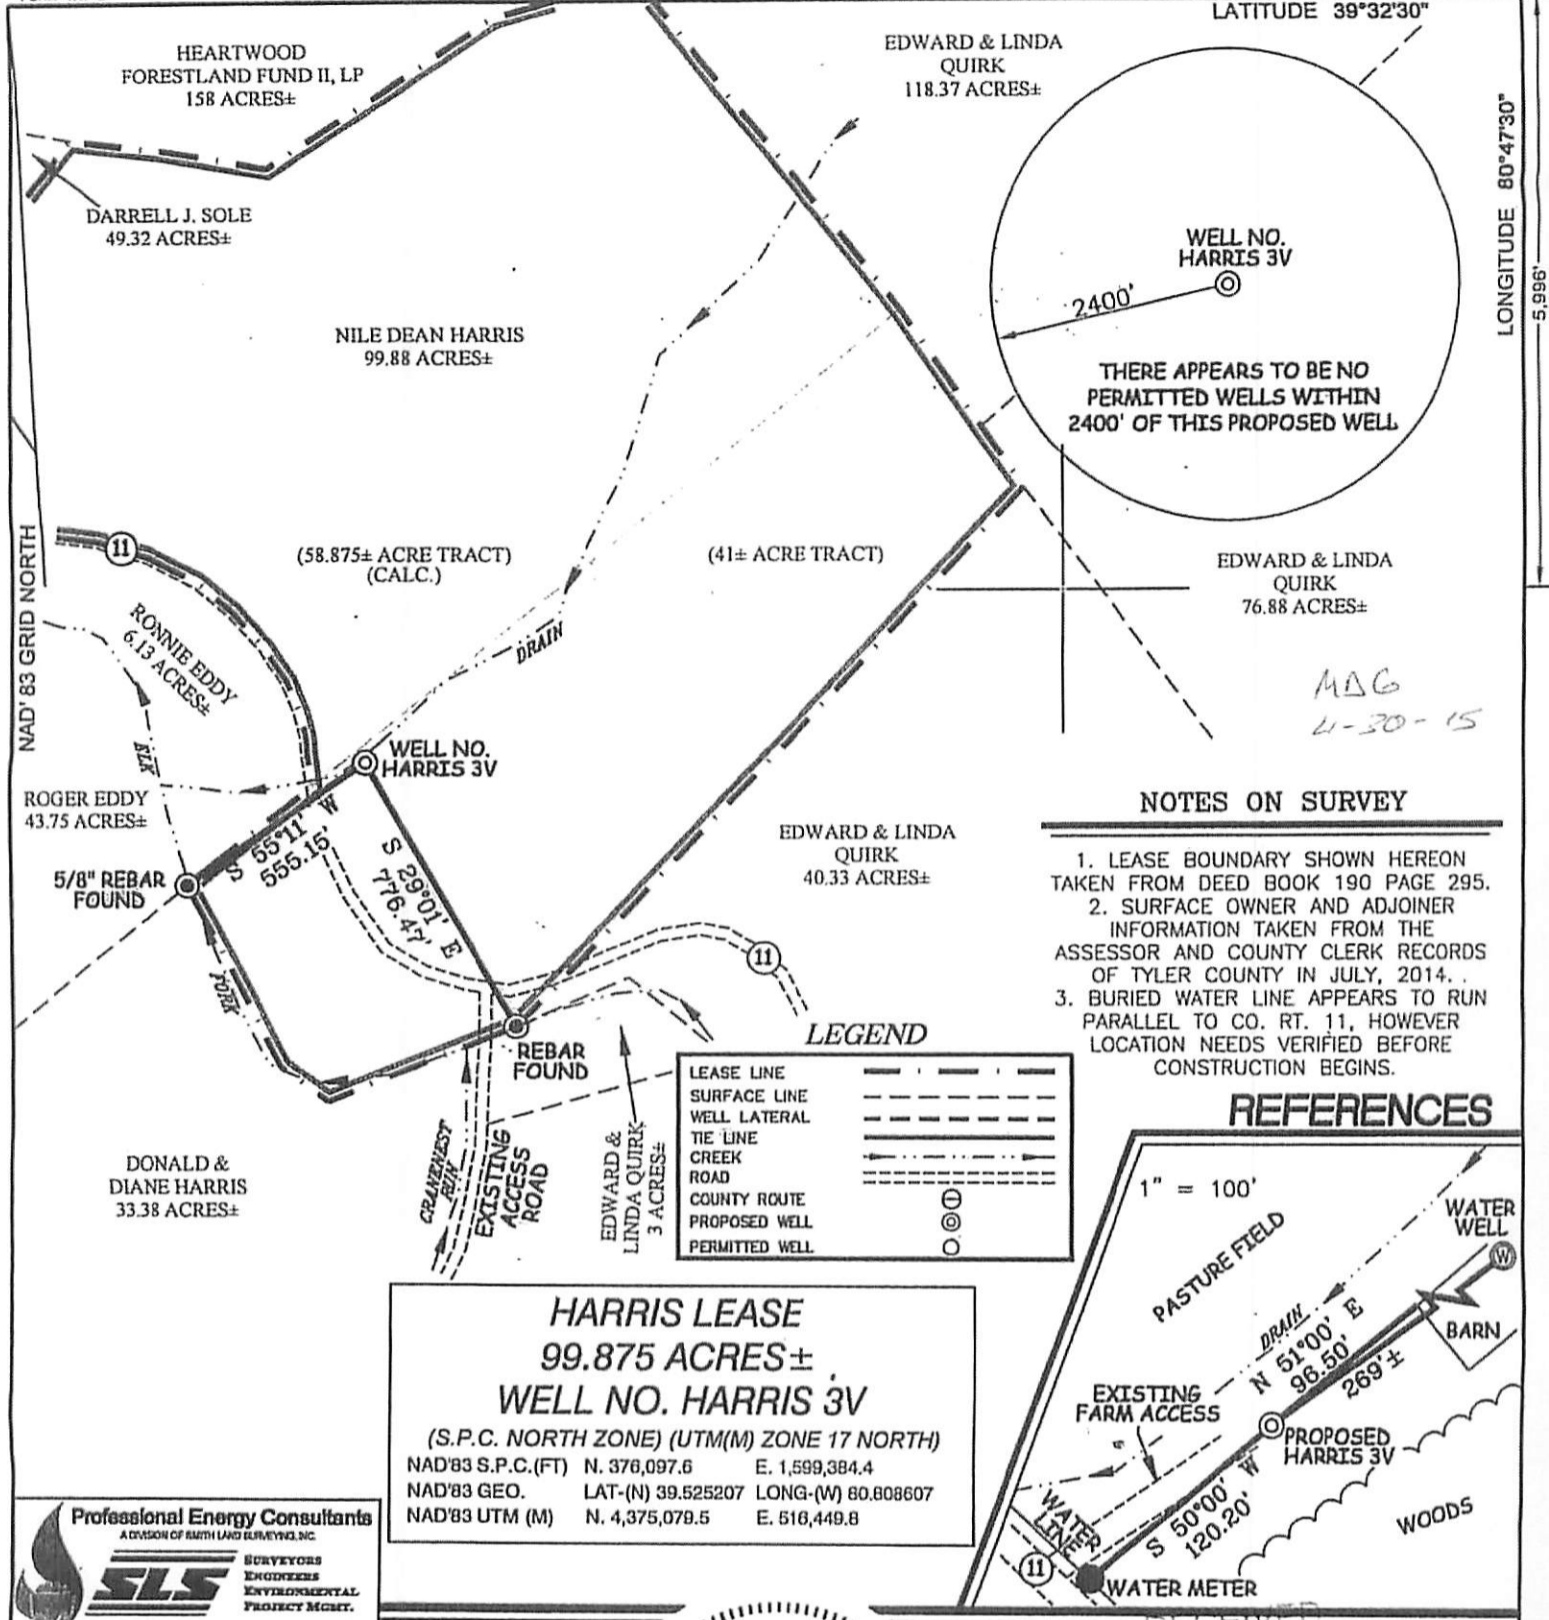 LATITUDE 39°32'30"
HEARTWOOD
FORESTLAND FUND II, LP
158 ACRES±
EDWARD & LINDA
QUIRK
118.37 ACRES±
LONGITUDE 80°47'30"
5,996'
DARRELL J. SOLE
49.32 ACRES±
WELL NO.
HARRIS 3V
2400'
THERE APPEARS TO BE NO
PERMITTED WELLS WITHIN
2400' OF THIS PROPOSED WELL
NILE DEAN HARRIS
99.88 ACRES±
NAD'83 GRID NORTH
11
(58.875± ACRE TRACT)
(CALC.)
(41± ACRE TRACT)
EDWARD & LINDA
QUIRK
76.88 ACRES±
RONNIE EDDY
6.13 ACRES±
DRAIN
MDG
4-30-15
ELK
WELL NO.
HARRIS 3V
ROGER EDDY
43.75 ACRES±
S 55°11' W
555.15'
S 29°01' E
776.47'
5/8" REBAR
FOUND
EDWARD & LINDA
QUIRK
40.33 ACRES±
NOTES ON SURVEY
1. LEASE BOUNDARY SHOWN HEREON
TAKEN FROM DEED BOOK 190 PAGE 295.
2. SURFACE OWNER AND ADJOINER
INFORMATION TAKEN FROM THE
ASSESSOR AND COUNTY CLERK RECORDS
OF TYLER COUNTY IN JULY, 2014. .
3. BURIED WATER LINE APPEARS TO RUN
PARALLEL TO CO. RT. 11, HOWEVER
LOCATION NEEDS VERIFIED BEFORE
CONSTRUCTION BEGINS.
FORK
11
REBAR
FOUND
LEGEND
LEASE LINE
SURFACE LINE
WELL LATERAL
TIE LINE
CREEK
ROAD
COUNTY ROUTE
PROPOSED WELL
PERMITTED WELL
DONALD &
DIANE HARRIS
33.38 ACRES±
CRANENEST
RUN
EXISTING
ACCESS
ROAD
EDWARD &
LINDA QUIRK
3 ACRES±
REFERENCES
1" = 100'
WATER
WELL
W
PASTURE FIELD
DRAIN
N 51°00' E
96.50'
269'±
BARN
EXISTING
FARM ACCESS
PROPOSED
HARRIS 3V
WATER
LINE
S 50°00' W
120.20'
WOODS
11
WATER METER
HARRIS LEASE
99.875 ACRES±
WELL NO. HARRIS 3V
(S.P.C. NORTH ZONE) (UTM(M) ZONE 17 NORTH)
NAD'83 S.P.C.(FT) N. 376,097.6 E. 1,599,384.4
NAD'83 GEO. LAT-(N) 39.525207 LONG-(W) 80.808607
NAD'83 UTM (M) N. 4,375,079.5 E. 516,449.8
Professional Energy Consultants
A DIVISION OF SMITH LAND SURVEYING, INC.
SLS
SURVEYORS
ENGINEERS
ENVIRONMENTAL
PROJECT MGMT.